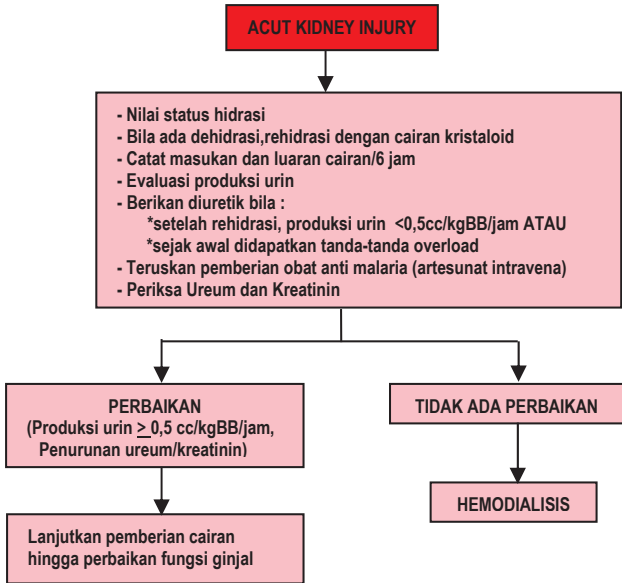 ACUT KIDNEY INJURY
- Nilai status hidrasi
- Bila ada dehidrasi,rehidrasi dengan cairan kristaloid
- Catat masukan dan luaran cairan/6 jam
- Evaluasi produksi urin
- Berikan diuretik bila :
*setelah rehidrasi, produksi urin <0,5cc/kgBB/jam ATAU
*sejak awal didapatkan tanda-tanda overload
- Teruskan pemberian obat anti malaria (artesunat intravena)
- Periksa Ureum dan Kreatinin
PERBAIKAN
(Produksi urin ≥ 0,5 cc/kgBB/jam,
Penurunan ureum/kreatinin)
TIDAK ADA PERBAIKAN
Lanjutkan pemberian cairan
hingga perbaikan fungsi ginjal
HEMODIALISIS